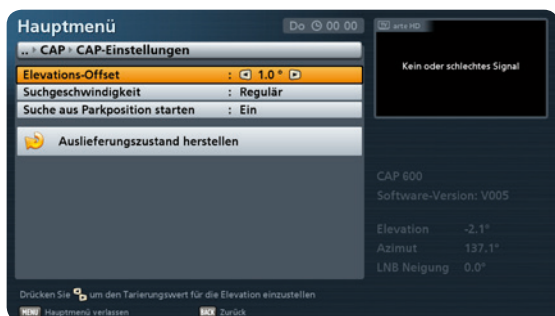 Hauptmenü
Do 00 00
.. CAP CAP-Einstellungen
Elevations-Offset : 1.0 °
Suchgeschwindigkeit : Regulär
Suche aus Parkposition starten : Ein
Auslieferungszustand herstellen
Drücken Sie um den Tarierungswert für die Elevation einzustellen
MENU Hauptmenü verlassen
BACK Zurück
arte HD
Kein oder schlechtes Signal
CAP 600
Software-Version: V005
Elevation -2.1°
Azimut 137.1°
LNB Neigung 0.0°